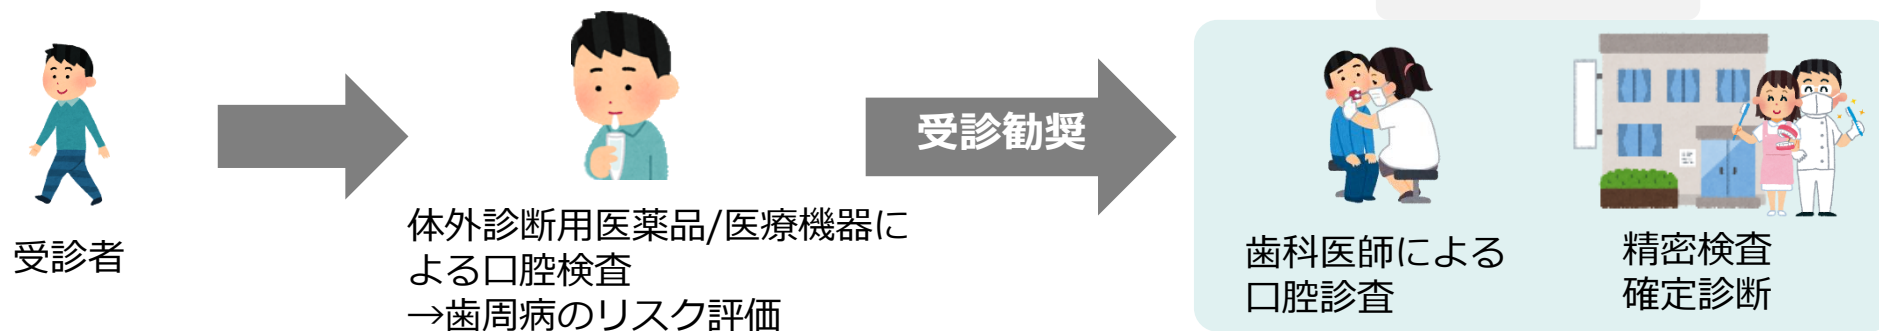 受診者
体外診断用医薬品/医療機器に
よる口腔検査
→歯周病のリスク評価
受診勧奨
歯科医師による
口腔診査
精密検査
確定診断